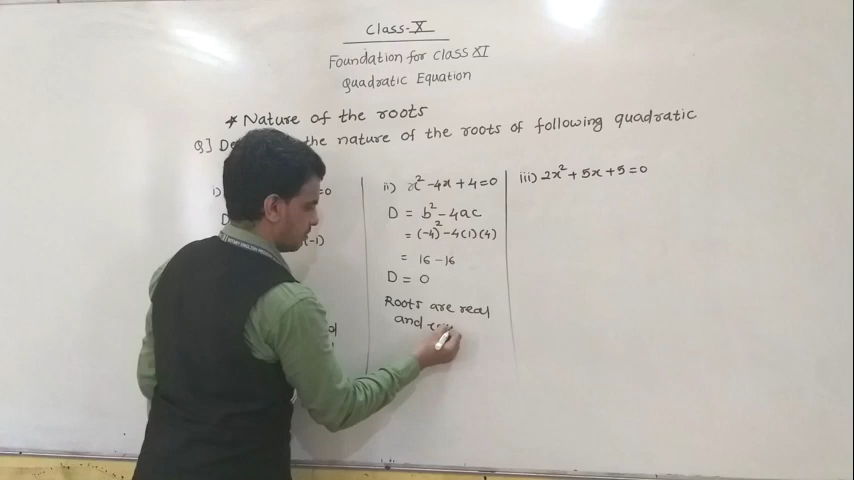 Class-X
Foundation for class XI
Quadratic Equation
* Nature of the roots
Q] the nature of the roots of following quadratic
i) =0
(-1)
ii) x² -4x +4=0
D = b² -4ac
= (-4)² -4(1)(4)
= 16 -16
D = 0
Roots are real
and
iii) 2x² + 5x +5 =0